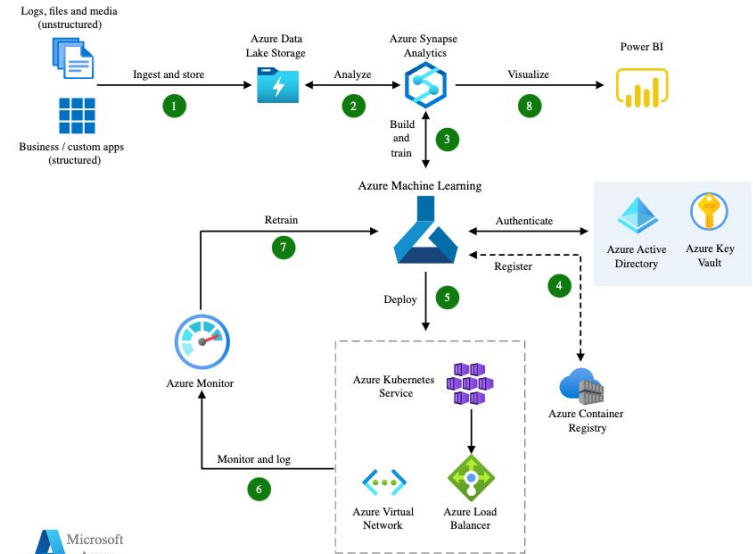 Logs, files and media
(unstructured)
Azure Data
Lake Storage
Azure Synapse
Analytics
Power BI
Ingest and store
Analyze
Visualize
1
2
8
Build
and
train
3
Business / custom apps
(structured)
Azure Machine Learning
Retrain
7
Authenticate
Azure Active
Directory
Azure Key
Vault
Register
4
Deploy
5
Azure Monitor
Azure Kubernetes
Service
Azure Container
Registry
Monitor and log
6
Azure Virtual
Network
Azure Load
Balancer
Microsoft